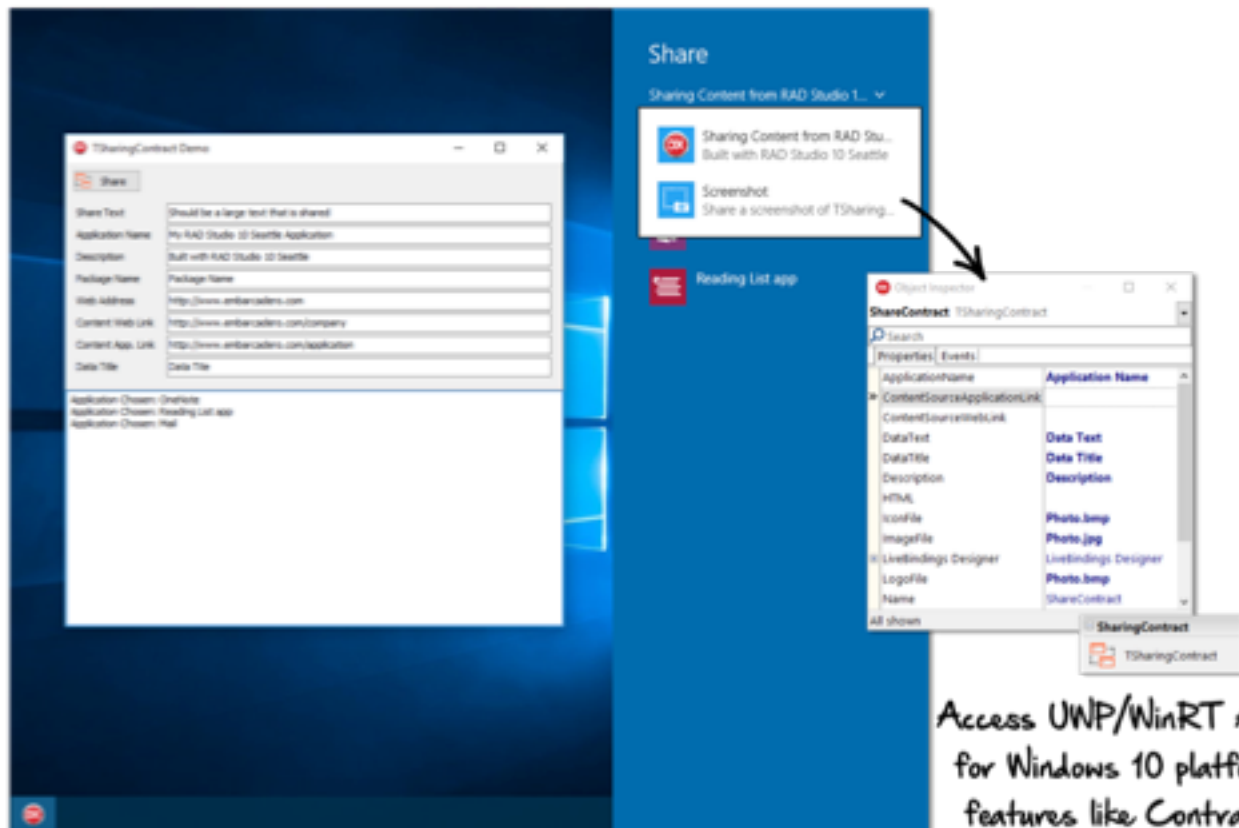 Share
Sharing Content from RAD Studio 1...
Sharing Content from RAD Stu...
Built with RAD Studio 10 Seattle
Screenshot
Share a screenshot of TSharing...
Reading List app
TSharingContract Demo
Share
Share Text Should be a large text that is shared
Application Name My RAD Studio 10 Seattle Application
Description Built with RAD Studio 10 Seattle
Package Name Package Name
Web Address http://www.embarcadero.com
Content Web Link http://www.embarcadero.com/company
Content App. Link http://www.embarcadero.com/application
Data Title Data Title
Application Chosen: OneNote
Application Chosen: Reading List app
Application Chosen: Mail
Object Inspector
ShareContract TSharingContract
Search
Properties Events
ApplicationName Application Name
ContentSourceApplicationLink
ContentSourceWebLink
DataText Data Text
DataTitle Data Title
Description Description
HTML
IconFile Photo.bmp
ImageFile Photo.jpg
LiveBindings Designer LiveBindings Designer
LogoFile Photo.bmp
Name ShareContract
All shown
SharingContract
TSharingContract
Access UWP/WinRT
for Windows 10 platf
features like Contra